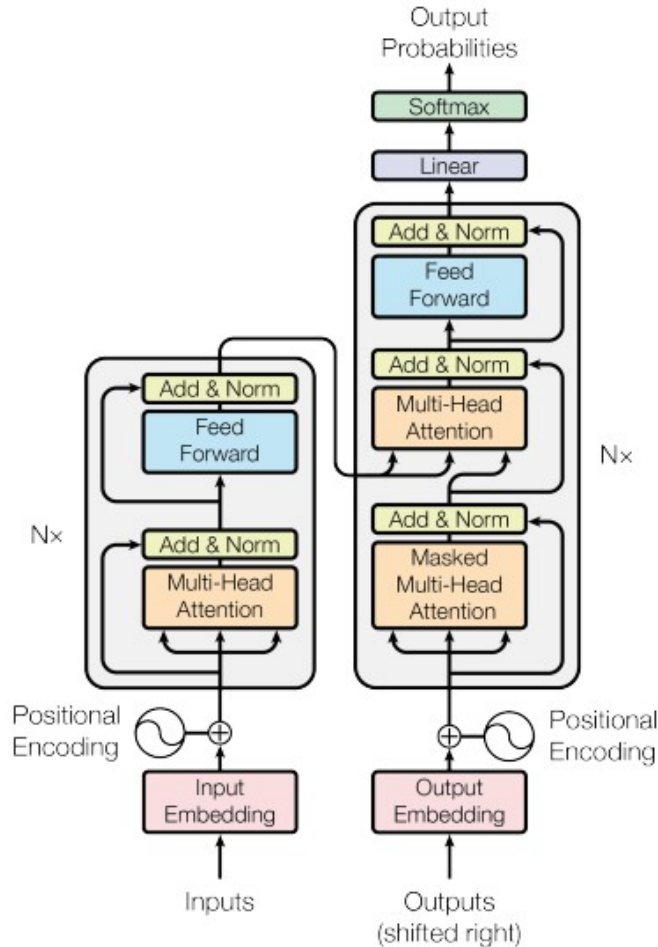 Output
Probabilities
Softmax
Linear
Add & Norm
Feed
Forward
Add & Norm
Multi-Head
Attention
Add & Norm
Masked
Multi-Head
Attention
Nx
Add & Norm
Feed
Forward
Add & Norm
Multi-Head
Attention
Nx
Positional
Encoding
Positional
Encoding
Input
Embedding
Output
Embedding
Inputs
Outputs
(shifted right)